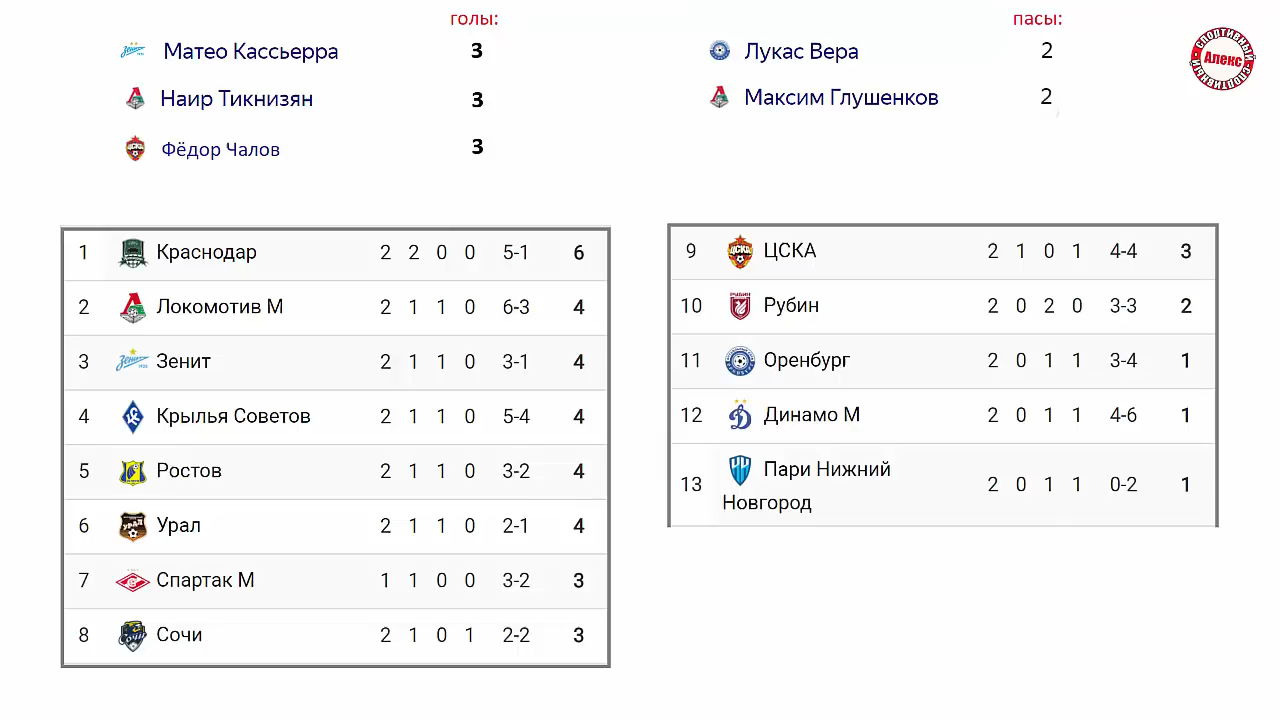 голы:
Матео Кассьерра 3
Наир Тикнизян 3
Фёдор Чалов 3
пасы:
Лукас Вера 2
Максим Глушенков 2
СПОРТИВНЫЙ
Алекс
1 Краснодар 2 2 0 0 5-1 6
2 Локомотив М 2 1 1 0 6-3 4
3 Зенит 2 1 1 0 3-1 4
4 Крылья Советов 2 1 1 0 5-4 4
5 Ростов 2 1 1 0 3-2 4
6 Урал 2 1 1 0 2-1 4
7 Спартак М 1 1 0 0 3-2 3
8 Сочи 2 1 0 1 2-2 3
9 ЦСКА 2 1 0 1 4-4 3
10 Рубин 2 0 2 0 3-3 2
11 Оренбург 2 0 1 1 3-4 1
12 Динамо М 2 0 1 1 4-6 1
13 Пари Нижний
Новгород 2 0 1 1 0-2 1